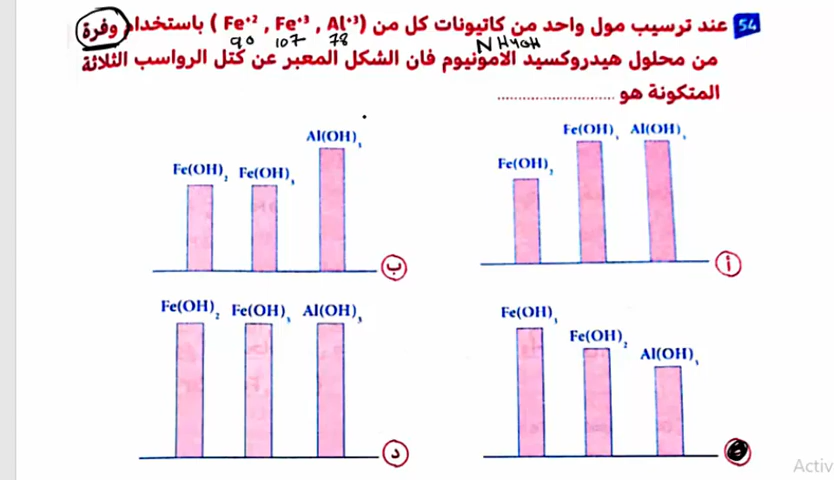 54 عند ترسيب مول واحد من كاتيونات كل من (Fe⁺² , Fe⁺³ , Al⁺³) باستخدام وفرة
90 107 78 NH4OH
من محلول هيدروكسيد الامونيوم فان الشكل المعبر عن كتل الرواسب الثلاثة
المتكونة هو ..............................
Fe(OH)₂ Fe(OH)₃ Al(OH)₃
أ
Fe(OH)₂ Fe(OH)₃ Al(OH)₃
ب
Fe(OH)₃ Fe(OH)₂ Al(OH)₃
Fe(OH)₂ Fe(OH)₃ Al(OH)₃
د
Activ